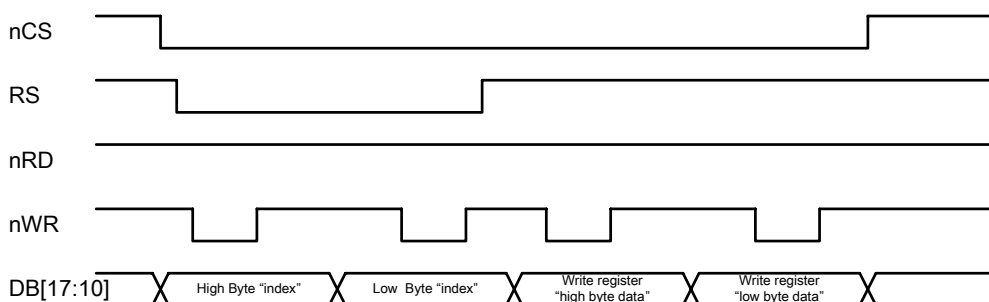 nCS
RS
nRD
nWR
DB[17:10]
High Byte “index”
Low Byte “index”
Write register
“high byte data”
Write register
“low byte data”